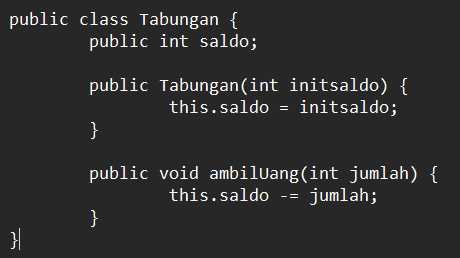 public class Tabungan {
public int saldo;
public Tabungan(int initsaldo) {
this.saldo = initsaldo;
}
public void ambilUang(int jumlah) {
this.saldo -= jumlah;
}
}